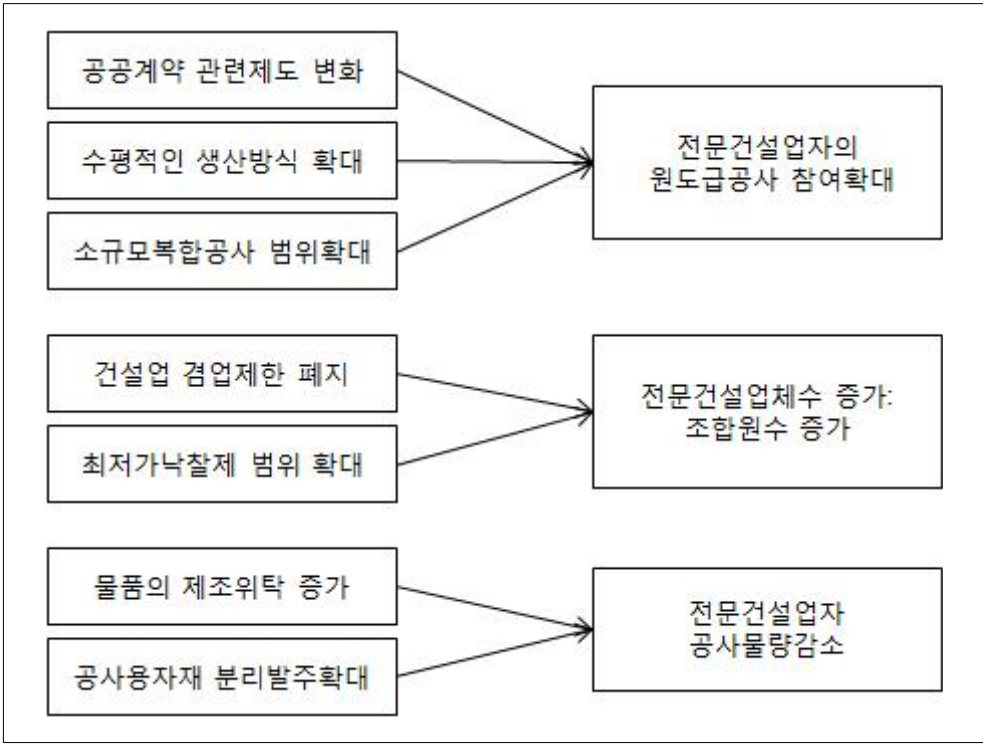 공공계약 관련제도 변화
수평적인 생산방식 확대
소규모복합공사 범위확대
전문건설업자의
원도급공사 참여확대
건설업 겸업제한 폐지
최저가낙찰제 범위 확대
전문건설업체수 증가:
조합원수 증가
물품의 제조위탁 증가
공사용자재 분리발주확대
전문건설업자
공사물량감소